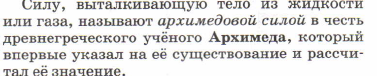 Силу, выталкивающую тело из жидкости
или газа, называют архимедовой силой в честь
древнегреческого учёного Архимеда, который
впервые указал на её существование и рассчи-
тал её значение.